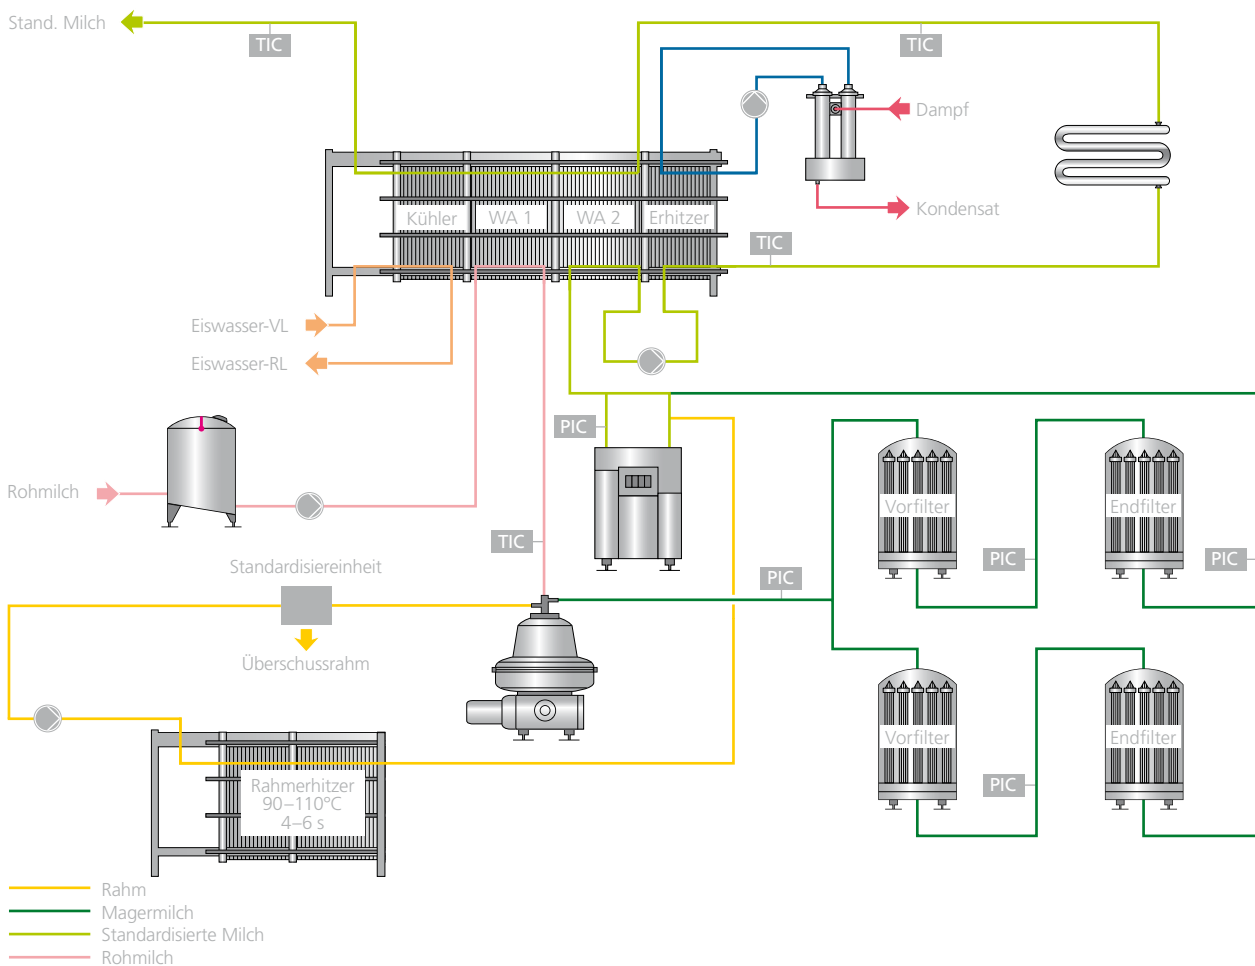 Stand. Milch
TIC
TIC
Dampf
Kondensat
Kühler
WA 1
WA 2
Erhitzer
TIC
Eiswasser-VL
Eiswasser-RL
PIC
Rohmilch
Vorfilter
Endfilter
TIC
PIC
PIC
PIC
Standardisiereinheit
Überschussrahm
Vorfilter
Endfilter
PIC
Rahmerhitzer
90–110°C
4–6 s
Rahm
Magermilch
Standardisierte Milch
Rohmilch